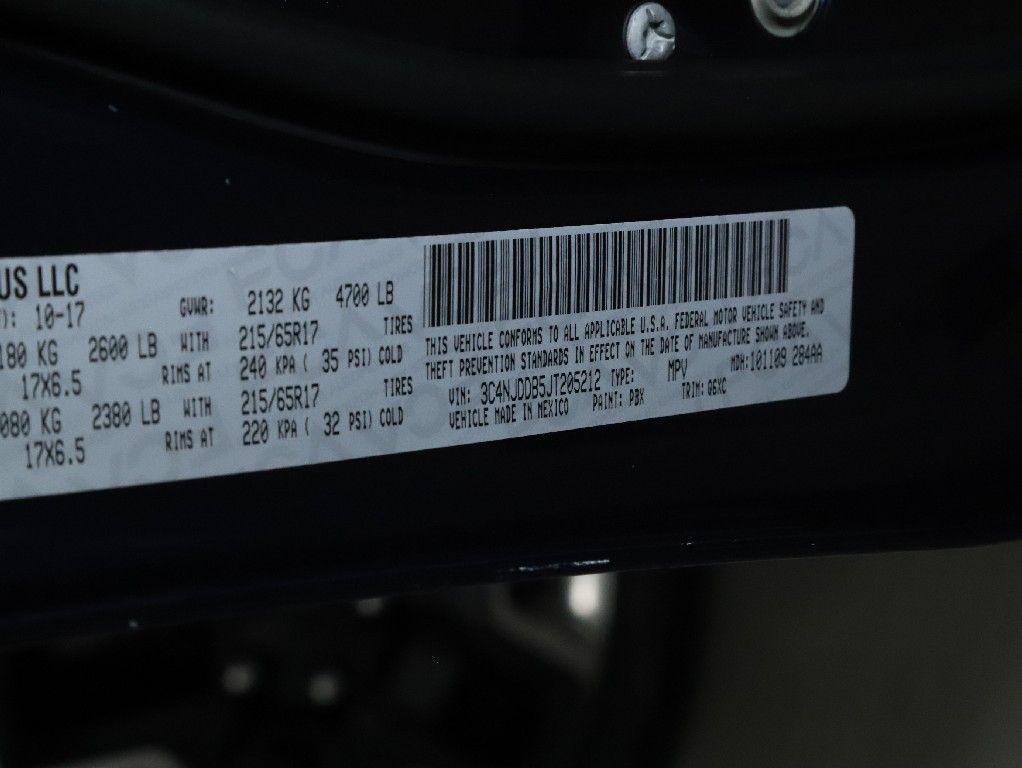 US LLC
): 10-17 GVWR: 2132 KG 4700 LB
180 KG 2600 LB WITH 215/65R17 TIRES
17X6.5 RIMS AT 240 KPA ( 35 PSI) COLD
080 KG 2380 LB WITH 215/65R17 TIRES
17X6.5 RIMS AT 220 KPA ( 32 PSI) COLD
THIS VEHICLE CONFORMS TO ALL APPLICABLE U.S.A. FEDERAL MOTOR VEHICLE SAFETY AND
THEFT PREVENTION STANDARDS IN EFFECT ON THE DATE OF MANUFACTURE SHOWN ABOVE.
VIN: 3C4NJDDB5JT205212 TYPE: MPV MDH:101109 284AA
VEHICLE MADE IN MEXICO PAINT: PBX TRIM: G6XC